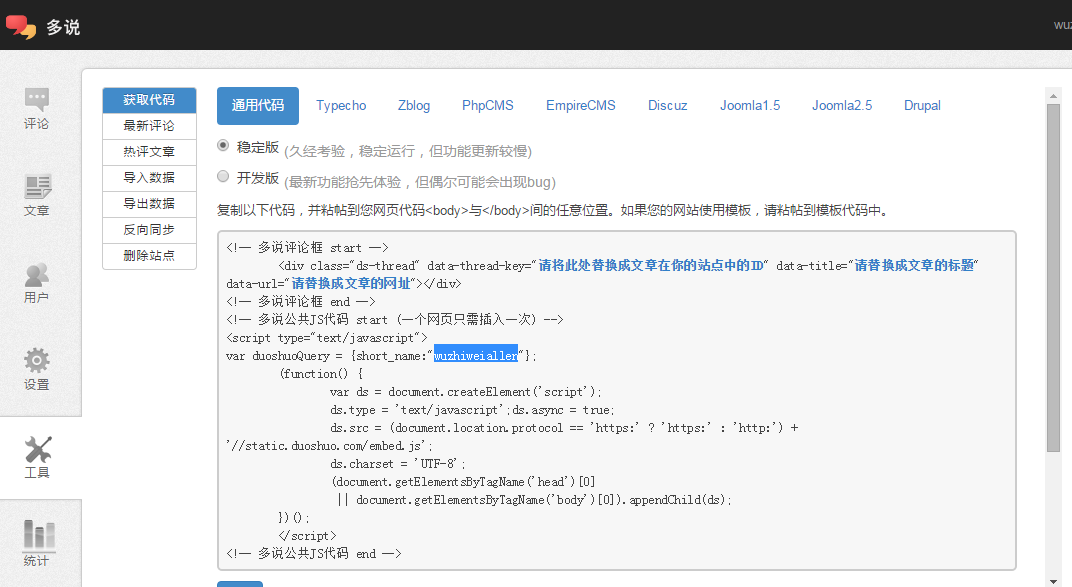 多说
wuz
评论
文章
用户
设置
工具
统计
获取代码
最新评论
热评文章
导入数据
导出数据
反向同步
删除站点
通用代码 Typecho Zblog PhpCMS EmpireCMS Discuz Joomla1.5 Joomla2.5 Drupal
稳定版 (久经考验，稳定运行，但功能更新较慢)
开发版 (最新功能抢先体验，但偶尔可能会出现bug)
复制以下代码，并粘帖到您网页代码<body>与</body>间的任意位置。如果您的网站使用模板，请粘帖到模板代码中。
<!-- 多说评论框 start -->
<div class="ds-thread" data-thread-key="请将此处替换成文章在你的站点中的ID" data-title="请替换成文章的标题"
data-url="请替换成文章的网址"></div>
<!-- 多说评论框 end -->
<!-- 多说公共JS代码 start (一个网页只需插入一次) -->
<script type="text/javascript">
var duoshuoQuery = {short_name:"wuzhiweiallen"};
(function() {
var ds = document.createElement('script');
ds.type = 'text/javascript';ds.async = true;
ds.src = (document.location.protocol == 'https:' ? 'https:' : 'http:') +
'//static.duoshuo.com/embed.js';
ds.charset = 'UTF-8';
(document.getElementsByTagName('head')[0]
|| document.getElementsByTagName('body')[0]).appendChild(ds);
})();
</script>
<!-- 多说公共JS代码 end -->